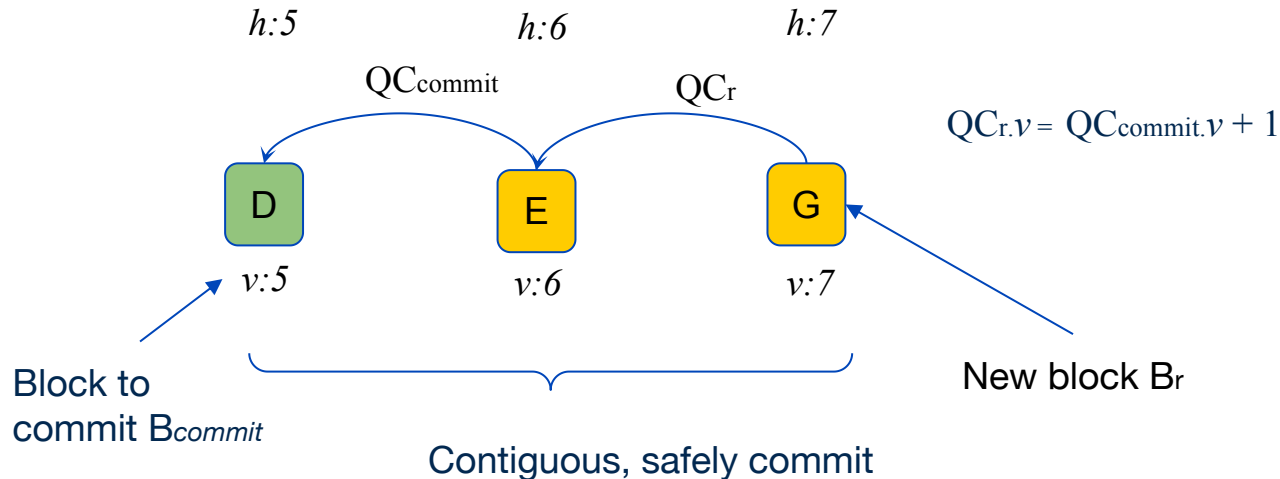 h:5 h:6 h:7
QCcommit QCr
QCr.v = QCcommit.v + 1
D E G
v:5 v:6 v:7
Block to
commit Bcommit
New block Br
Contiguous, safely commit